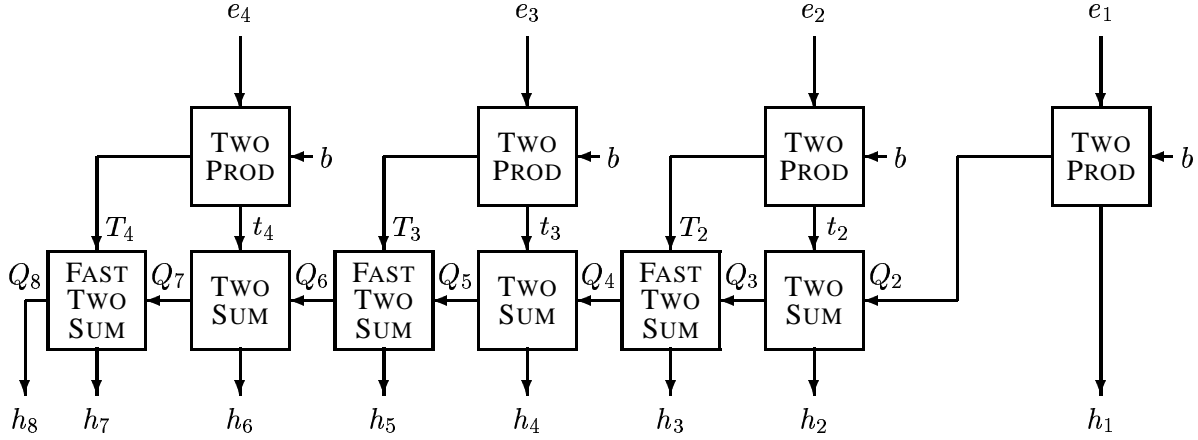 e₄ e₃ e₂ e₁
TWO TWO TWO TWO
PROD b PROD b PROD b PROD b
T₄ t₄ T₃ t₃ T₂ t₂
Q₈ FAST Q₇ TWO Q₆ FAST Q₅ TWO Q₄ FAST Q₃ TWO Q₂
TWO SUM TWO SUM TWO SUM
SUM SUM SUM
h₈ h₇ h₆ h₅ h₄ h₃ h₂ h₁